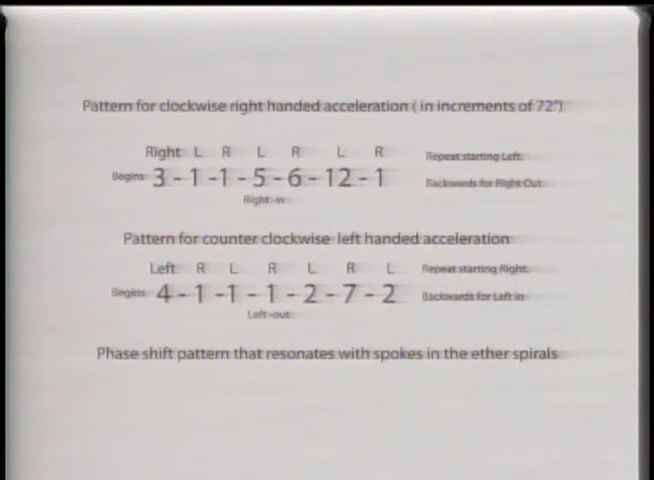 Pattern for clockwise right handed acceleration ( in increments of 72°)
Right L R L R L R Repeat starting Left.
Begins 3 - 1 -1 - 5 - 6 - 12 - 1 Backwards for Right Out
Right-in
Pattern for counter clockwise left handed acceleration
Left R L R L R L Repeat starting Right.
Begins 4 - 1 -1 - 1 - 2 - 7 - 2 Backwards for Left in
Left-out
Phase shift pattern that resonates with spokes in the ether spirals